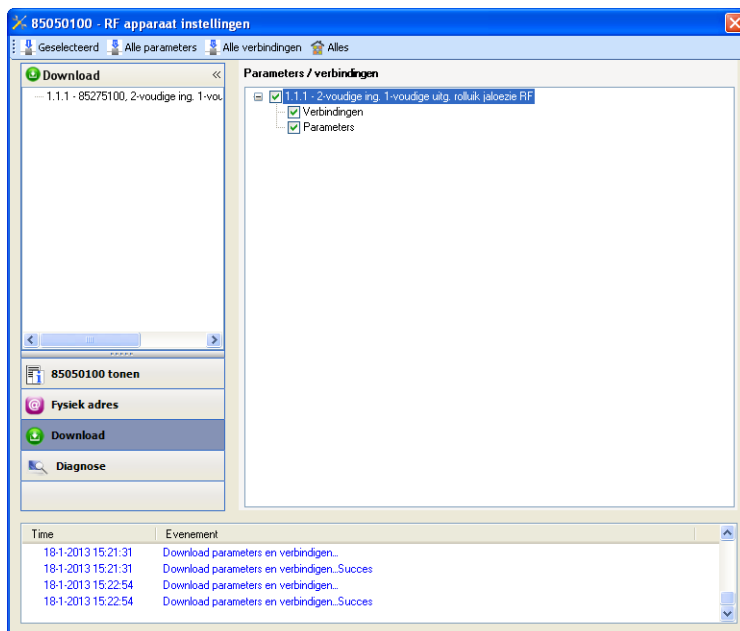 85050100 - RF apparaat instellingen
Geselecteerd Alle parameters Alle verbindingen Alles
Download «
1.1.1 - 85275100, 2-voudige ing. 1-vou
Parameters / verbindingen
1.1.1 - 2-voudige ing. 1-voudige uitg. rolluik jaloezie RF
Verbindingen
Parameters
85050100 tonen
Fysiek adres
Download
Diagnose
Time Evenement
18-1-2013 15:21:31 Download parameters en verbindigen...
18-1-2013 15:21:31 Download parameters en verbindigen...Succes
18-1-2013 15:22:54 Download parameters en verbindigen...
18-1-2013 15:22:54 Download parameters en verbindigen...Succes